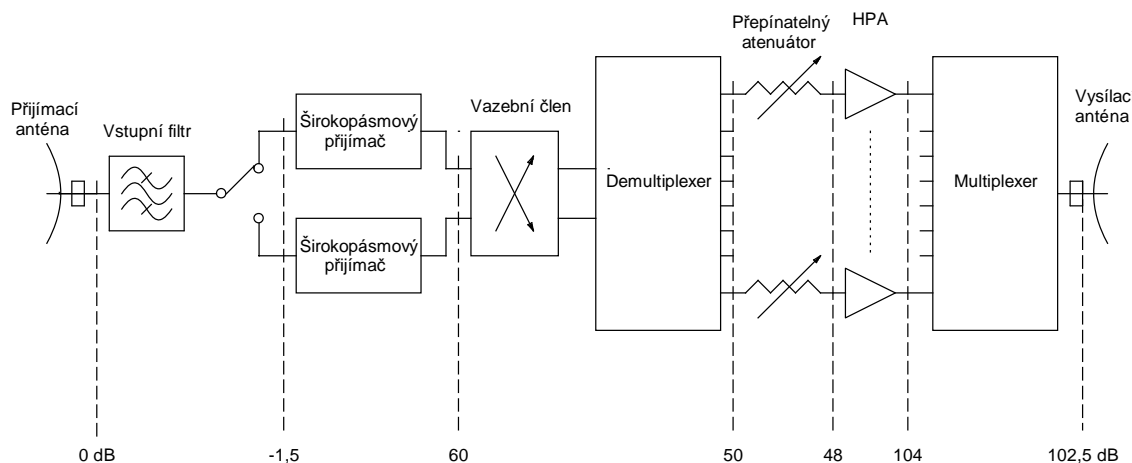 Přepínatelný
atenuátor
HPA
Přijímací
anténa
Vstupní filtr
Širokopásmový
přijímač
Vazební člen
Vysílací
anténa
Demultiplexer
Multiplexer
Širokopásmový
přijímač
0 dB
-1,5
60
50
48
104
102,5 dB